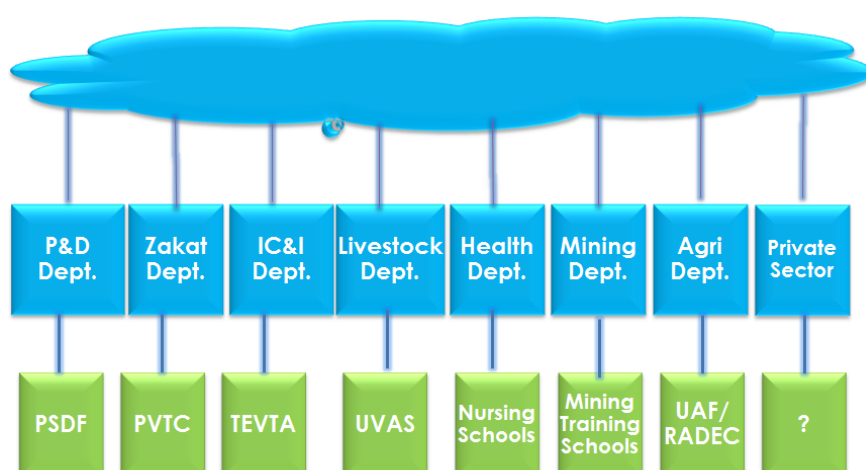 P&D
Dept.
Zakat
Dept.
IC&I
Dept.
Livestock
Dept.
Health
Dept.
Mining
Dept.
Agri
Dept.
Private
Sector
PSDF
PVTC
TEVTA
UVAS
Nursing
Schools
Mining
Training
Schools
UAF/
RADEC
?